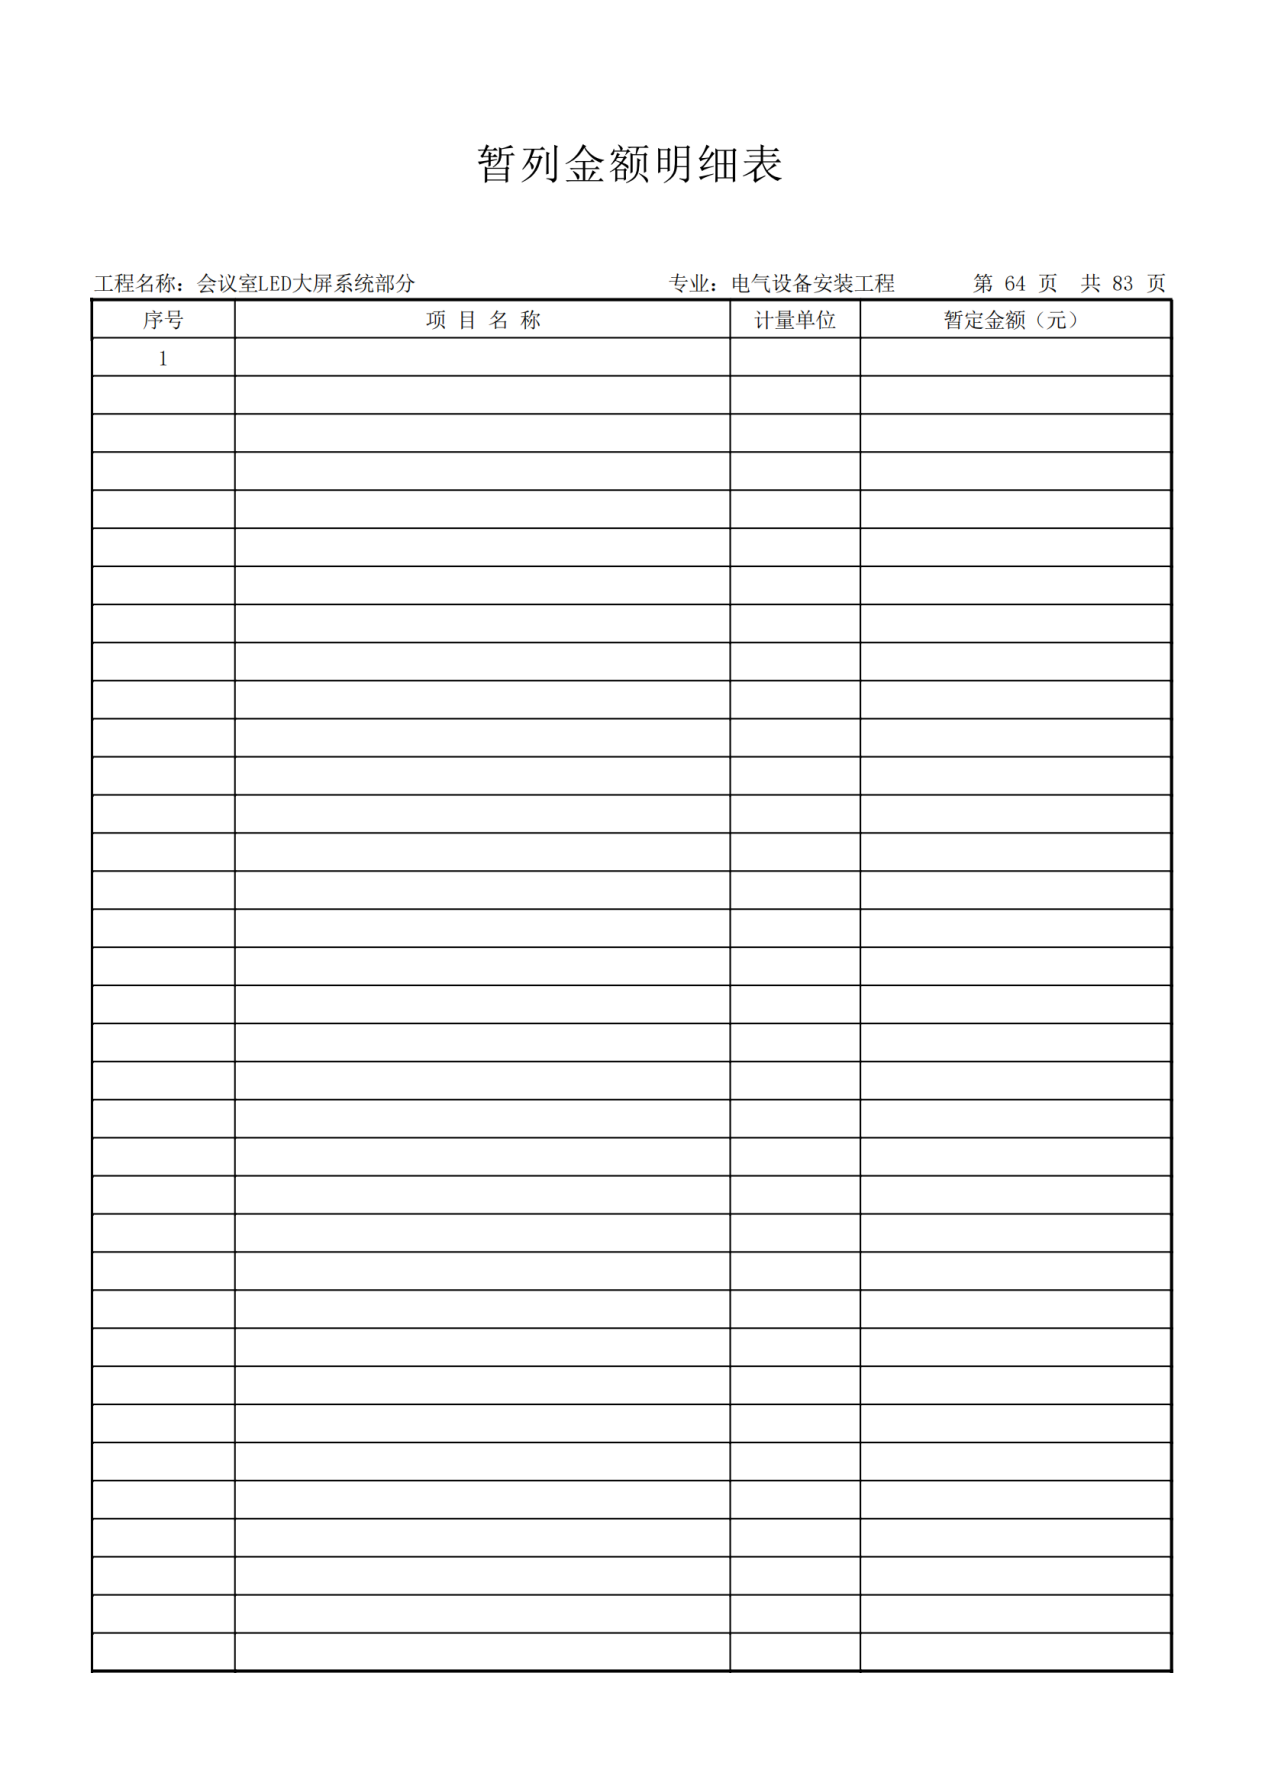 暂列金额明细表
工程名称：会议室LED大屏系统部分 专业：电气设备安装工程 第 64 页 共 83 页
序号 项 目 名 称 计量单位 暂定金额（元）
1